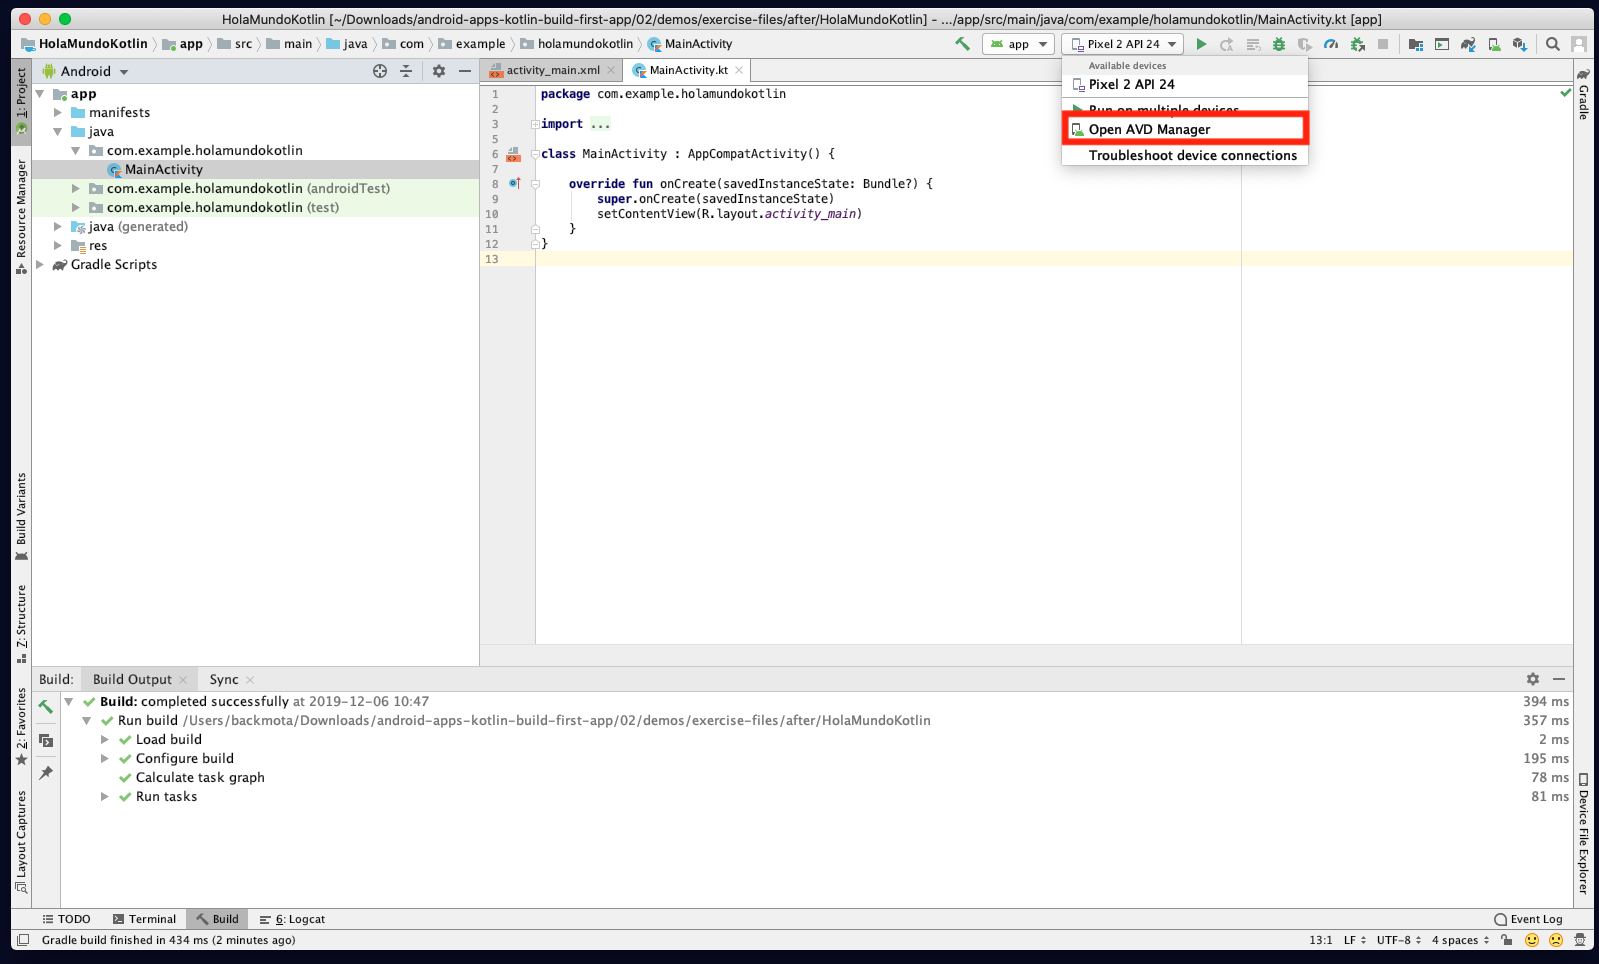 HolaMundoKotlin [~/Downloads/android-apps-kotlin-build-first-app/02/demos/exercise-files/after/HolaMundoKotlin] - .../app/src/main/java/com/example/holamundokotlin/MainActivity.kt [app]
HolaMundoKotlin app src main java com example holamundokotlin MainActivity
app Pixel 2 API 24
Android
activity_main.xml MainActivity.kt
Available devices
Pixel 2 API 24
Run on multiple devices
Open AVD Manager
Troubleshoot device connections
1: Project
Resource Manager
Build Variants
Z: Structure
2: Favorites
Layout Captures
app
manifests
java
com.example.holamundokotlin
MainActivity
com.example.holamundokotlin (androidTest)
com.example.holamundokotlin (test)
java (generated)
res
Gradle Scripts
1 package com.example.holamundokotlin
2
3 import ...
5
6 class MainActivity : AppCompatActivity() {
7
8 override fun onCreate(savedInstanceState: Bundle?) {
9 super.onCreate(savedInstanceState)
10 setContentView(R.layout.activity_main)
11 }
12 }
13
Gradle
Device File Explorer
Build: Build Output Sync
Build: completed successfully at 2019-12-06 10:47 394 ms
Run build /Users/backmota/Downloads/android-apps-kotlin-build-first-app/02/demos/exercise-files/after/HolaMundoKotlin 357 ms
Load build 2 ms
Configure build 195 ms
Calculate task graph 78 ms
Run tasks 81 ms
TODO Terminal Build 6: Logcat Event Log
Gradle build finished in 434 ms (2 minutes ago) 13:1 LF UTF-8 4 spaces